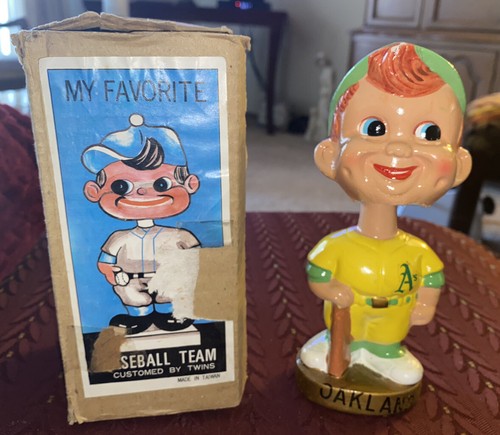 MY FAVORITE
SEBALL TEAM
CUSTOMED BY TWINS
MADE IN TAIWAN
A's
OAKLAN